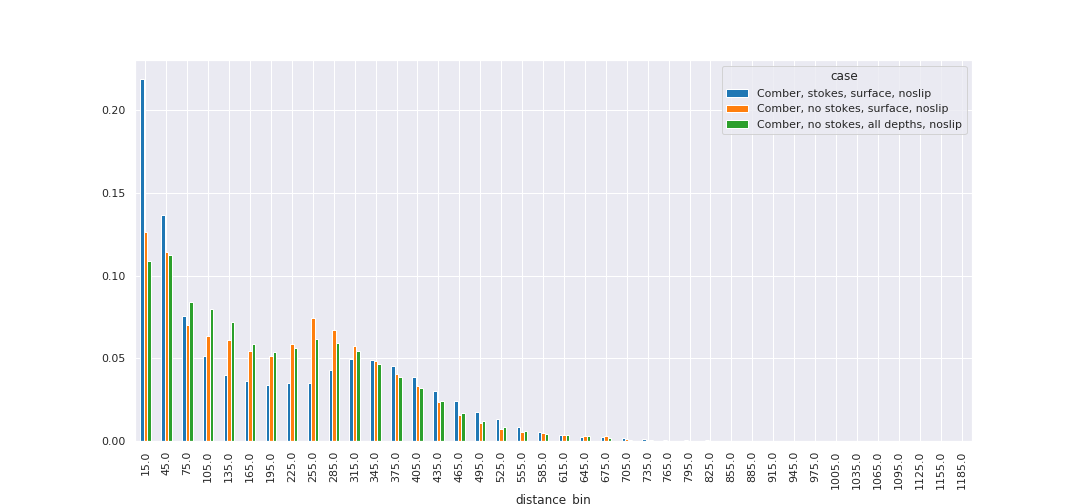 case
Comber, stokes, surface, noslip
Comber, no stokes, surface, noslip
Comber, no stokes, all depths, noslip
0.20
0.15
0.10
0.05
0.00
15.0 45.0 75.0 105.0 135.0 165.0 195.0 225.0 255.0 285.0 315.0 345.0 375.0 405.0 435.0 465.0 495.0 525.0 555.0 585.0 615.0 645.0 675.0 705.0 735.0 765.0 795.0 825.0 855.0 885.0 915.0 945.0 975.0 1005.0 1035.0 1065.0 1095.0 1125.0 1155.0 1185.0
distance_bin